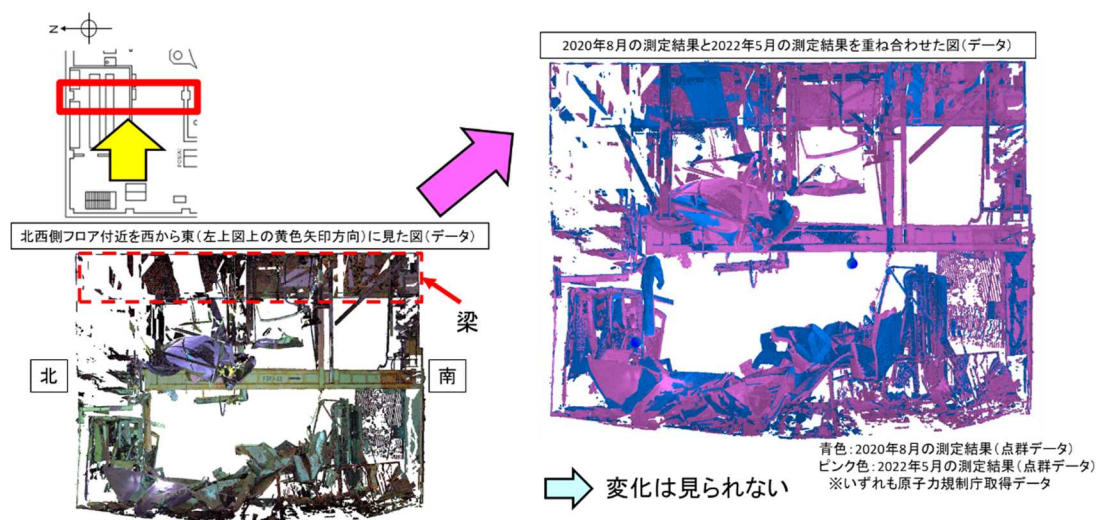 N
2020年8月の測定結果と2022年5月の測定結果を重ね合わせた図(データ)
北西側フロア付近を西から東(左上図上の黄色矢印方向)に見た図(データ)
梁
北
南
青色:2020年8月の測定結果(点群データ)
ピンク色:2022年5月の測定結果(点群データ)
※いずれも原子力規制庁取得データ
変化は見られない